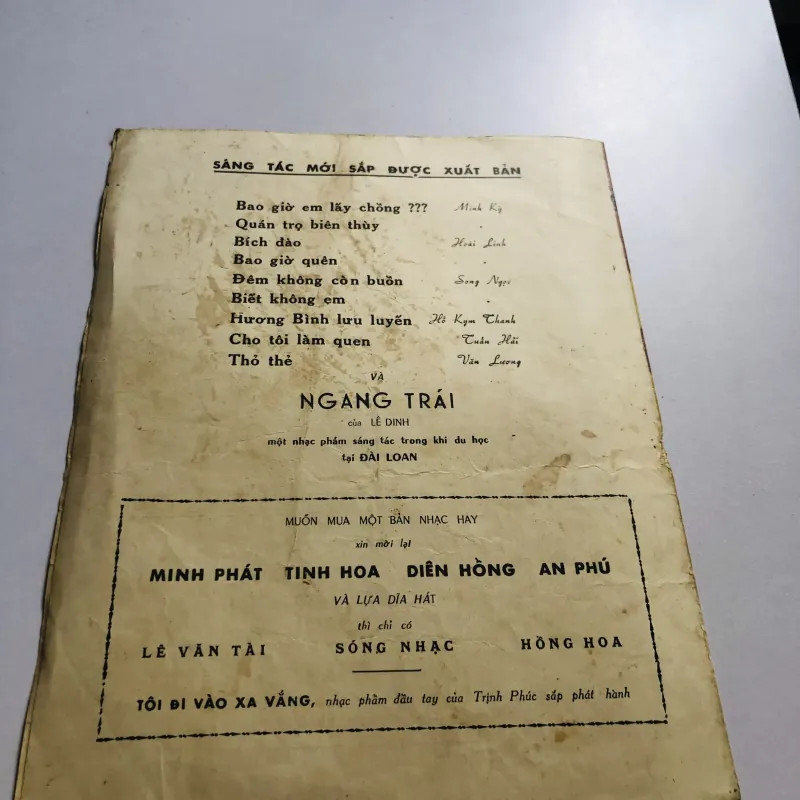 SÁNG TÁC MỚI SẮP ĐƯỢC XUẤT BẢN
Bao giờ em lấy chồng ??? Minh Kỳ
Quán trọ biên thùy "
Bích đào Hoài Linh
Bao giờ quên "
Đêm không còn buồn Song Ngọc
Biết không em "
Hương Bình lưu luyến Hồ Kym Thanh
Cho tôi làm quen Tuấn Hải
Thỏ thẻ Văn Lương
VÀ
NGANG TRÁI
của LÊ DINH
một nhạc phẩm sáng tác trong khi du học
tại ĐÀI LOAN
MUỐN MUA MỘT BẢN NHẠC HAY
xin mời lại
MINH PHÁT TINH HOA DIÊN HỒNG AN PHÚ
VÀ LỰA DĨA HÁT
thì chỉ có
LÊ VĂN TÀI SÓNG NHẠC HỒNG HOA
TÔI ĐI VÀO XA VẮNG, nhạc phẩm đầu tay của Trịnh Phúc sắp phát hành